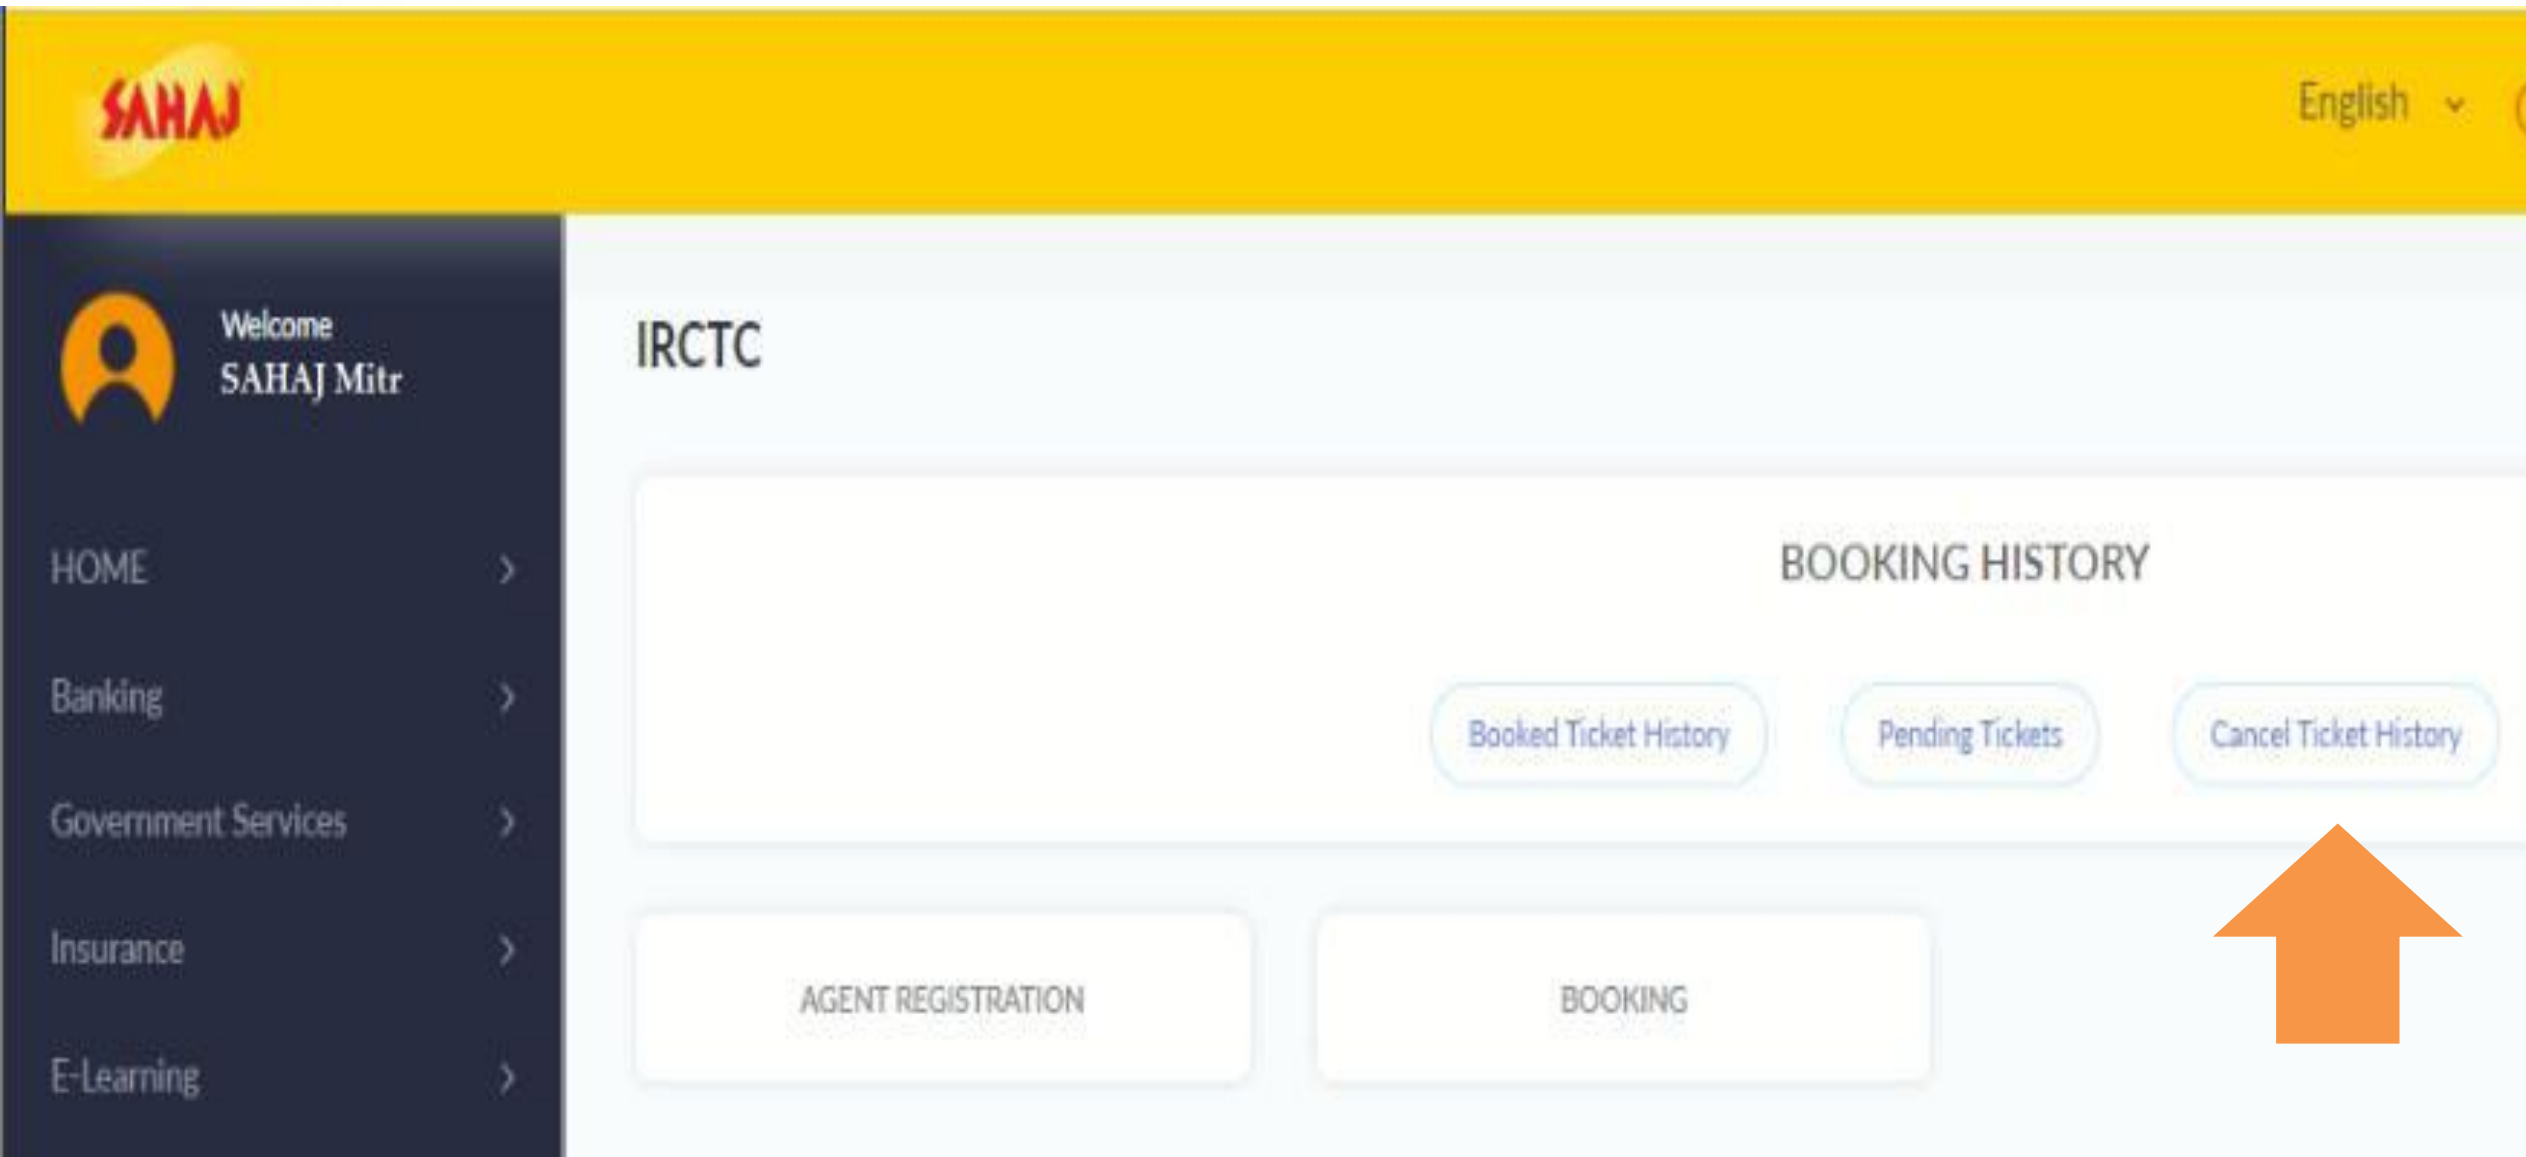 SAHAJ
English
Welcome
SAHAJ Mitr
HOME
Banking
Government Services
Insurance
E-Learning
IRCTC
BOOKING HISTORY
Booked Ticket History
Pending Tickets
Cancel Ticket History
AGENT REGISTRATION
BOOKING